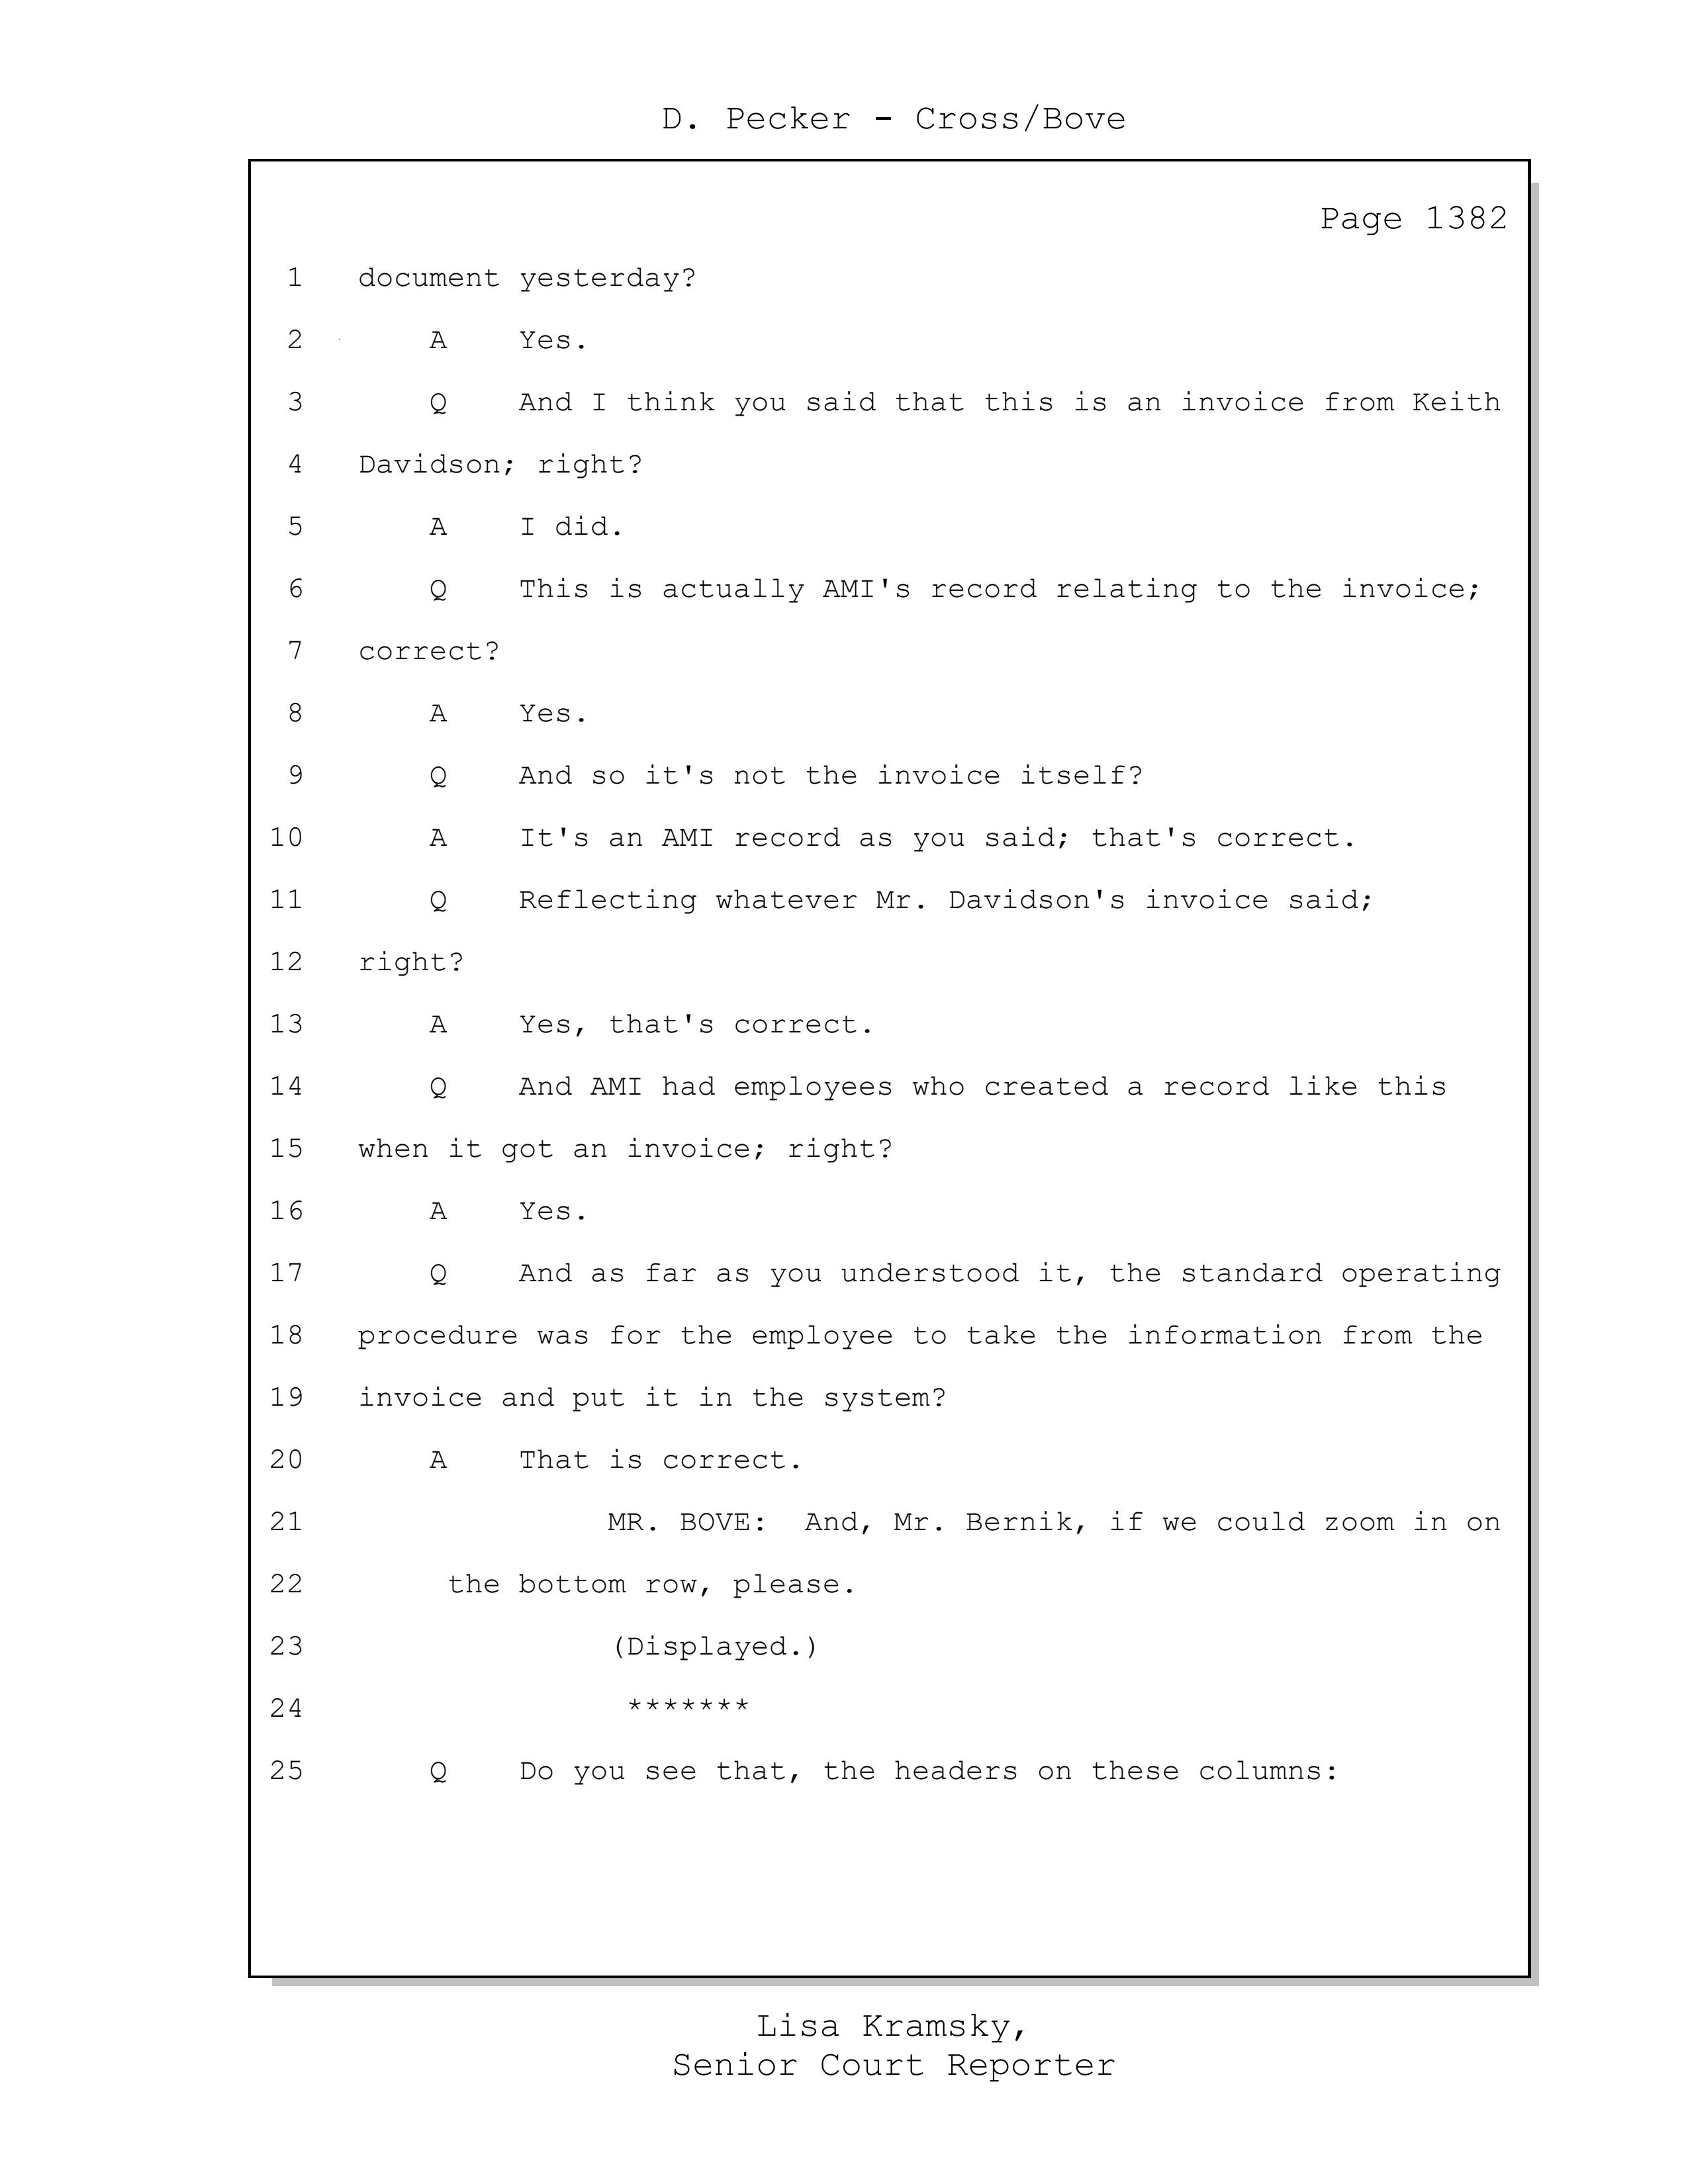 D. Pecker - Cross/Bove
Page 1382
1 document yesterday?
2 A Yes.
3 Q And I think you said that this is an invoice from Keith
4 Davidson; right?
5 A I did.
6 Q This is actually AMI's record relating to the invoice;
7 correct?
8 A Yes.
9 Q And so it's not the invoice itself?
10 A It's an AMI record as you said; that's correct.
11 Q Reflecting whatever Mr. Davidson's invoice said;
12 right?
13 A Yes, that's correct.
14 Q And AMI had employees who created a record like this
15 when it got an invoice; right?
16 A Yes.
17 Q And as far as you understood it, the standard operating
18 procedure was for the employee to take the information from the
19 invoice and put it in the system?
20 A That is correct.
21 MR. BOVE: And, Mr. Bernik, if we could zoom in on
22 the bottom row, please.
23 (Displayed.)
24 *******
25 Q Do you see that, the headers on these columns:
Lisa Kramsky,
Senior Court Reporter